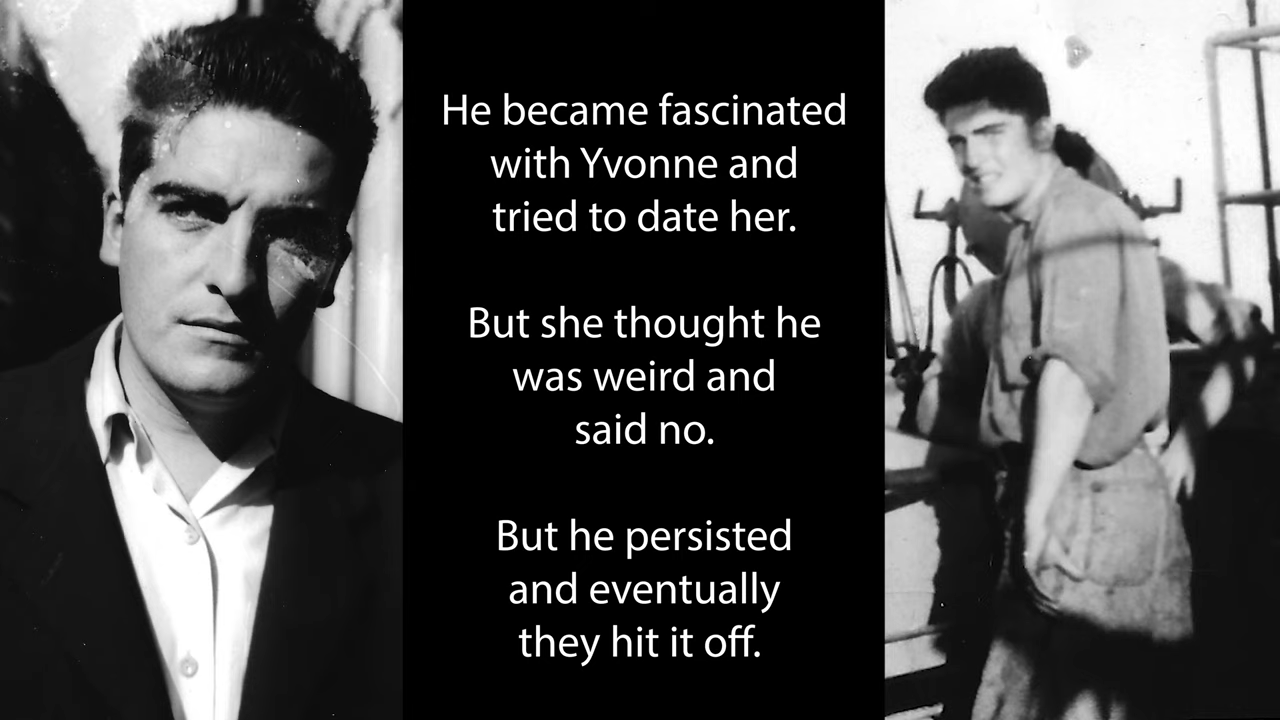 He became fascinated
with Yvonne and
tried to date her.
But she thought he
was weird and
said no.
But he persisted
and eventually
they hit it off.